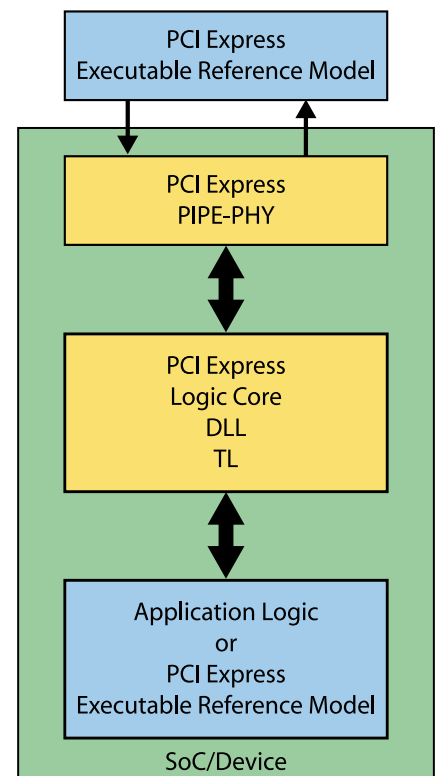 PCI Express
Executable Reference Model
PCI Express
PIPE-PHY
PCI Express
Logic Core
DLL
TL
Application Logic
or
PCI Express
Executable Reference Model
SoC/Device